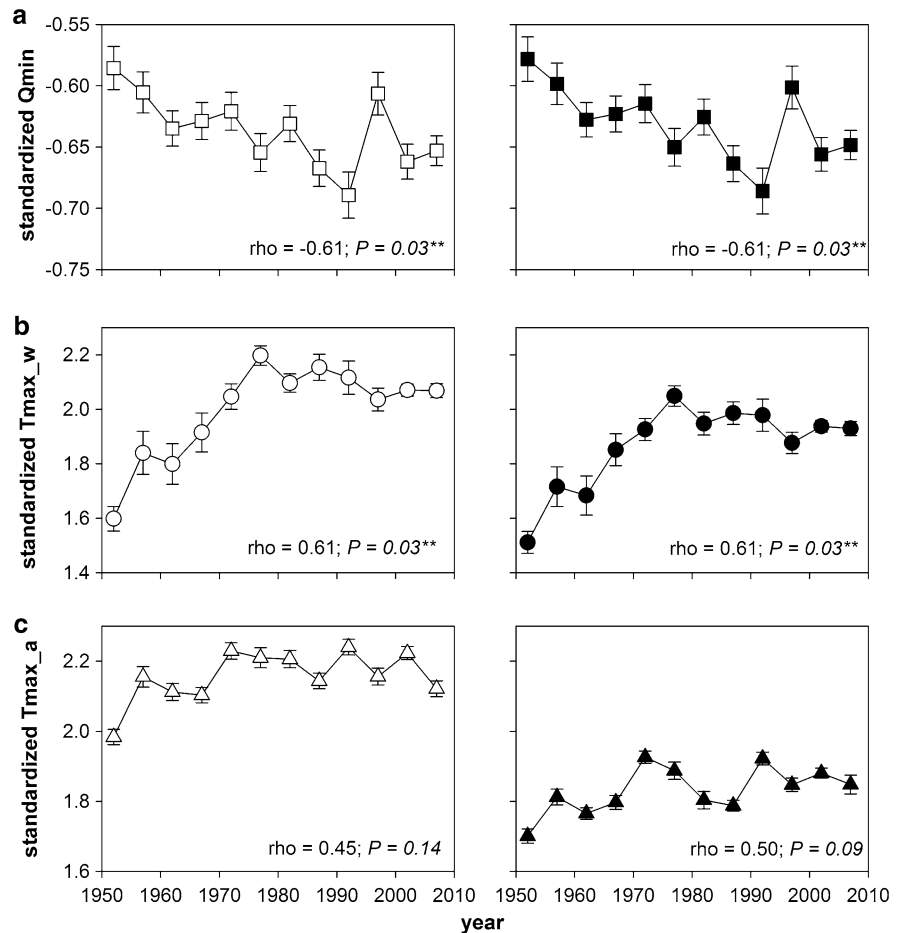 a
standardized Qmin
-0.55
-0.60
-0.65
-0.70
-0.75
rho = -0.61; P = 0.03**
rho = -0.61; P = 0.03**
b
standardized Tmax_w
2.2
2.0
1.8
1.6
1.4
rho = 0.61; P = 0.03**
rho = 0.61; P = 0.03**
c
standardized Tmax_a
2.2
2.0
1.8
1.6
rho = 0.45; P = 0.14
rho = 0.50; P = 0.09
1950 1960 1970 1980 1990 2000 2010 1950 1960 1970 1980 1990 2000 2010
year